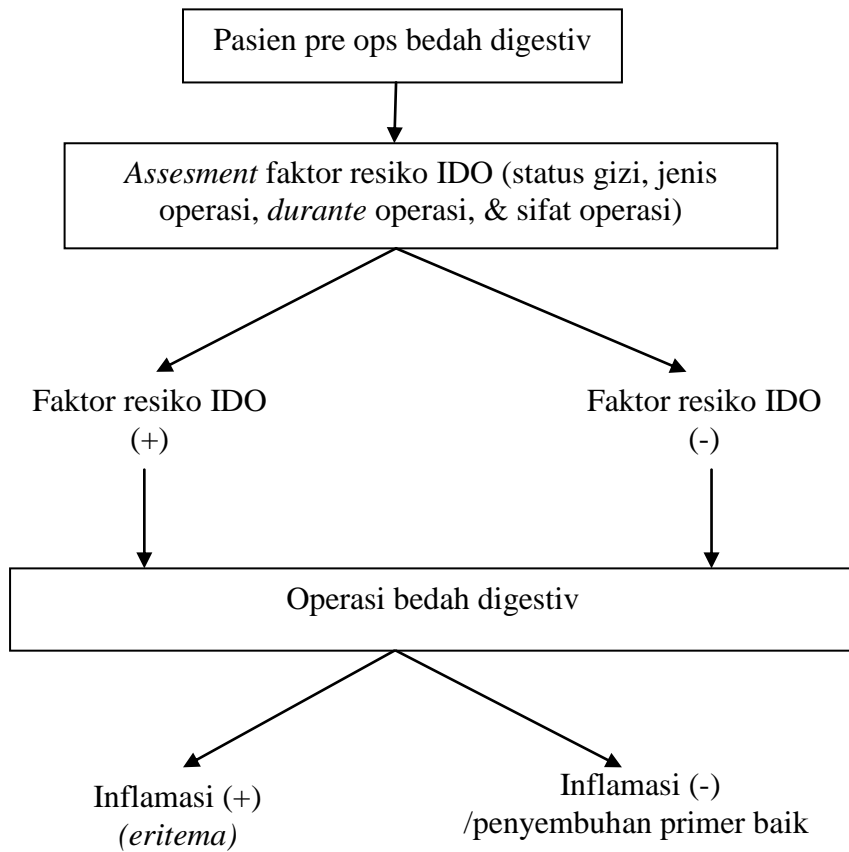 Pasien pre ops bedah digestiv
Assesment faktor resiko IDO (status gizi, jenis
operasi, durante operasi, & sifat operasi)
Faktor resiko IDO
(+)
Faktor resiko IDO
(-)
Operasi bedah digestiv
Inflamasi (+)
(eritema)
Inflamasi (-)
/penyembuhan primer baik